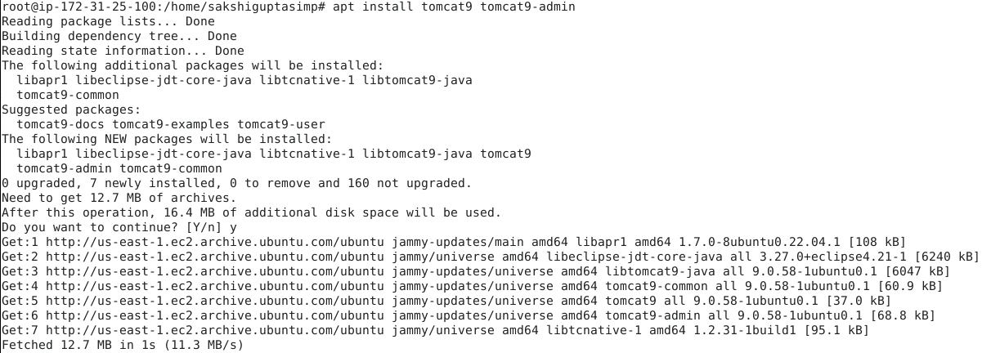 root@ip-172-31-25-100:/home/sakshiguptasimp# apt install tomcat9 tomcat9-admin
Reading package lists... Done
Building dependency tree... Done
Reading state information... Done
The following additional packages will be installed:
  libapr1 libeclipse-jdt-core-java libtcnative-1 libtomcat9-java
  tomcat9-common
Suggested packages:
  tomcat9-docs tomcat9-examples tomcat9-user
The following NEW packages will be installed:
  libapr1 libeclipse-jdt-core-java libtcnative-1 libtomcat9-java tomcat9
  tomcat9-admin tomcat9-common
0 upgraded, 7 newly installed, 0 to remove and 160 not upgraded.
Need to get 12.7 MB of archives.
After this operation, 16.4 MB of additional disk space will be used.
Do you want to continue? [Y/n] y
Get:1 http://us-east-1.ec2.archive.ubuntu.com/ubuntu jammy-updates/main amd64 libapr1 amd64 1.7.0-8ubuntu0.22.04.1 [108 kB]
Get:2 http://us-east-1.ec2.archive.ubuntu.com/ubuntu jammy/universe amd64 libeclipse-jdt-core-java all 3.27.0+eclipse4.21-1 [6240 kB]
Get:3 http://us-east-1.ec2.archive.ubuntu.com/ubuntu jammy-updates/universe amd64 libtomcat9-java all 9.0.58-1ubuntu0.1 [6047 kB]
Get:4 http://us-east-1.ec2.archive.ubuntu.com/ubuntu jammy-updates/universe amd64 tomcat9-common all 9.0.58-1ubuntu0.1 [60.9 kB]
Get:5 http://us-east-1.ec2.archive.ubuntu.com/ubuntu jammy-updates/universe amd64 tomcat9 all 9.0.58-1ubuntu0.1 [37.0 kB]
Get:6 http://us-east-1.ec2.archive.ubuntu.com/ubuntu jammy-updates/universe amd64 tomcat9-admin all 9.0.58-1ubuntu0.1 [68.8 kB]
Get:7 http://us-east-1.ec2.archive.ubuntu.com/ubuntu jammy/universe amd64 libtcnative-1 amd64 1.2.31-1build1 [95.1 kB]
Fetched 12.7 MB in 1s (11.3 MB/s)